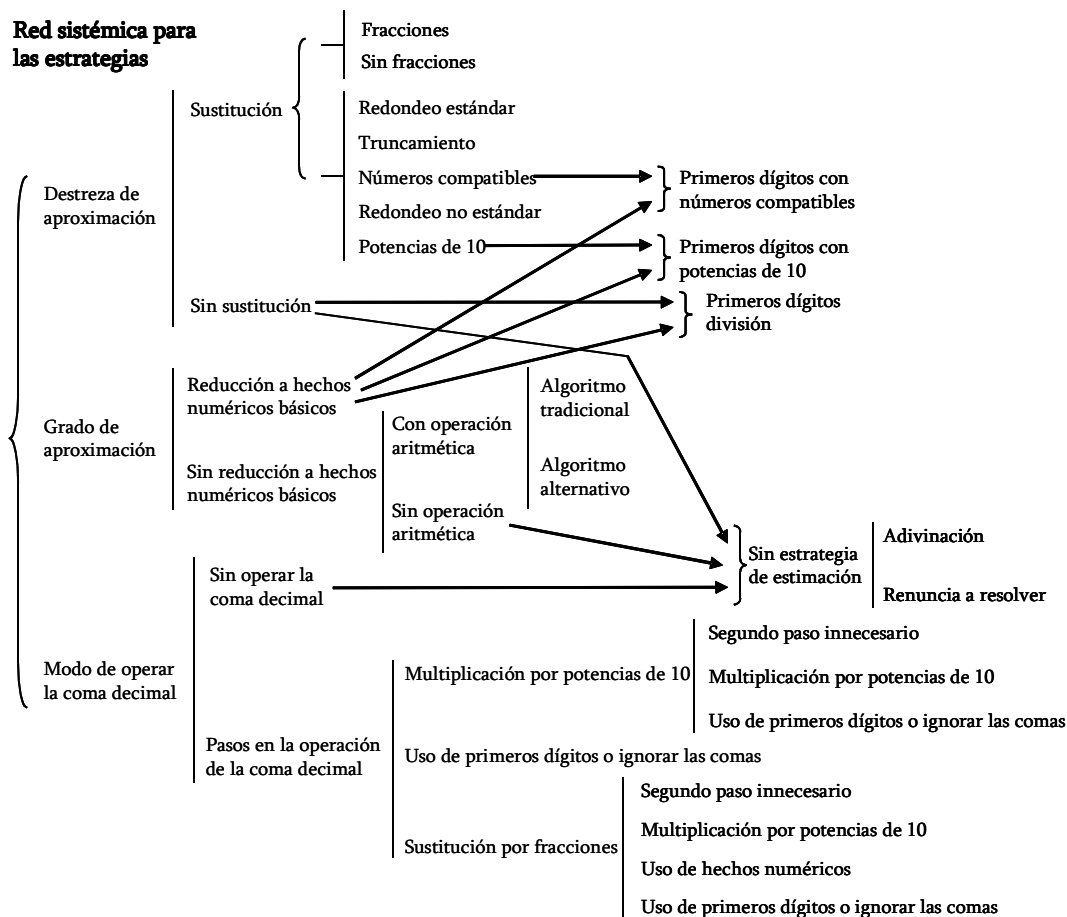 Red sistémica para
las estrategias
Fracciones
Sin fracciones
Sustitución
Redondeo estándar
Truncamiento
Números compatibles
Redondeo no estándar
Potencias de 10
Primeros dígitos con
números compatibles
Primeros dígitos con
potencias de 10
Destreza de
aproximación
Sin sustitución
Primeros dígitos
división
Grado de
aproximación
Reducción a hechos
numéricos básicos
Sin reducción a hechos
numéricos básicos
Con operación
aritmética
Algoritmo
tradicional
Algoritmo
alternativo
Sin operación
aritmética
Sin estrategia
de estimación
Adivinación
Renuncia a resolver
Modo de operar
la coma decimal
Sin operar la
coma decimal
Pasos en la operación
de la coma decimal
Multiplicación por potencias de 10
Segundo paso innecesario
Multiplicación por potencias de 10
Uso de primeros dígitos o ignorar las comas
Uso de primeros dígitos o ignorar las comas
Sustitución por fracciones
Segundo paso innecesario
Multiplicación por potencias de 10
Uso de hechos numéricos
Uso de primeros dígitos o ignorar las comas